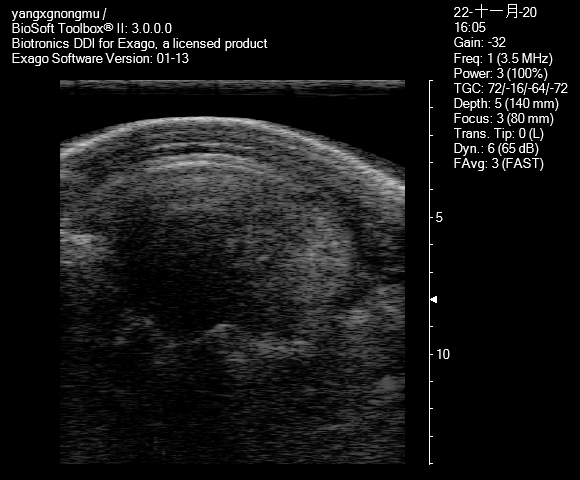 yangxgnongmu /
BioSoft Toolbox® II: 3.0.0.0
Biotronics DDI for Exago, a licensed product
Exago Software Version: 01-13
22-十一月-20
16:05
Gain: -32
Freq: 1 (3.5 MHz)
Power: 3 (100%)
TGC: 72/-16/-64/-72
Depth: 5 (140 mm)
Focus: 3 (80 mm)
Trans. Tip: 0 (L)
Dyn.: 6 (65 dB)
FAvg: 3 (FAST)
5
10